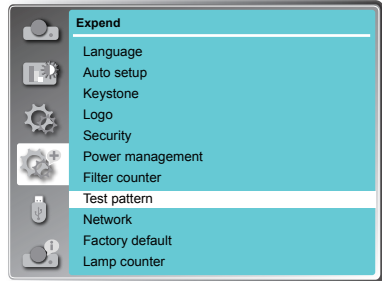 Expend
Language
Auto setup
Keystone
Logo
Security
Power management
Filter counter
Test pattern
Network
Factory default
Lamp counter